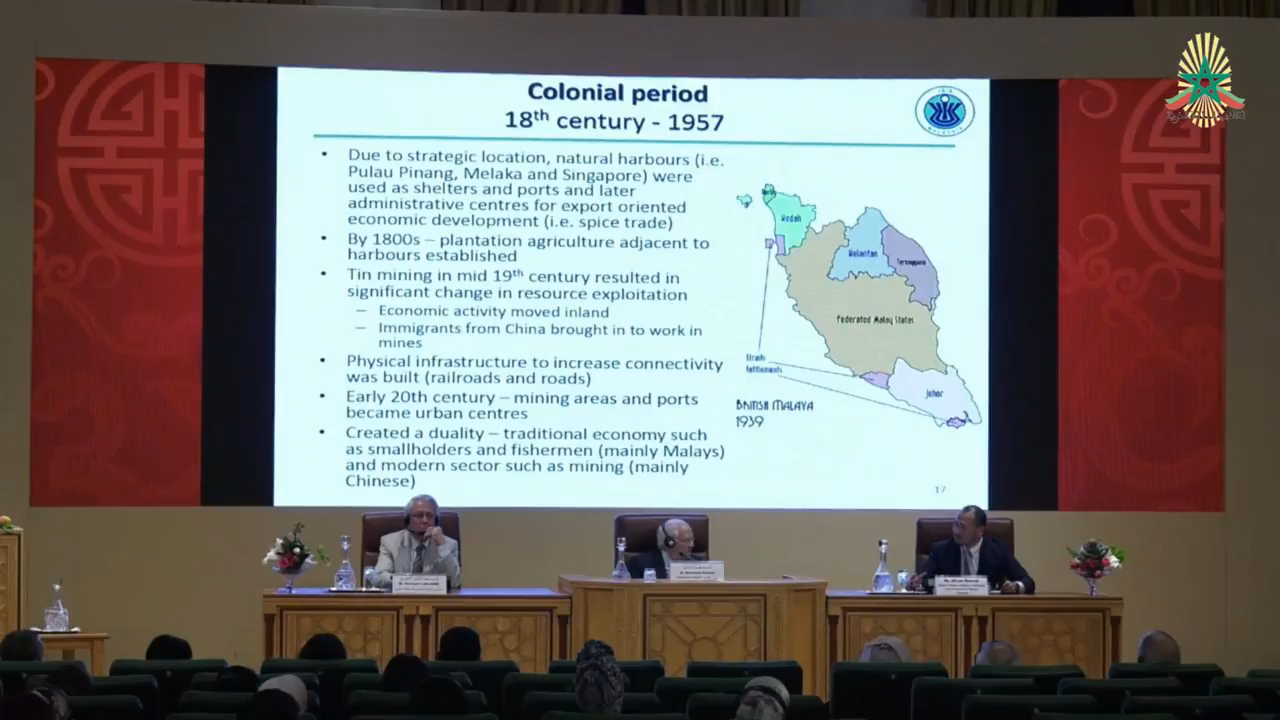 Colonial period
18th century - 1957
• Due to strategic location, natural harbours (i.e.
Pulau Pinang, Melaka and Singapore) were
used as shelters and ports and later
administrative centres for export oriented
economic development (i.e. spice trade)
• By 1800s – plantation agriculture adjacent to
harbours established
• Tin mining in mid 19th century resulted in
significant change in resource exploitation
– Economic activity moved inland
– Immigrants from China brought in to work in
mines
• Physical infrastructure to increase connectivity
was built (railroads and roads)
• Early 20th century – mining areas and ports
became urban centres
• Created a duality – traditional economy such
as smallholders and fishermen (mainly Malays)
and modern sector such as mining (mainly
Chinese)
Kedah
Kelantan
Terengganu
Federated Malay States
Straits
Settlements
Johor
BRITISH MALAYA
1939
17
MALAYSIA